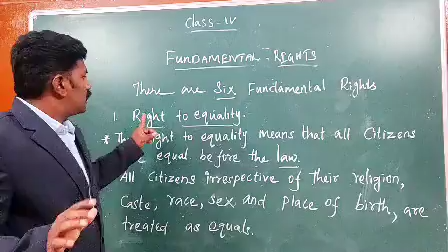 Class-IV
FUNDAMENTAL RIGHTS
There are Six Fundamental Rights
1. Right to equality.
* The right to equality means that all Citizens
equal before the law.
All Citizens irrespective of their religion,
Caste, race, sex, and place of birth, are
treated as equals.